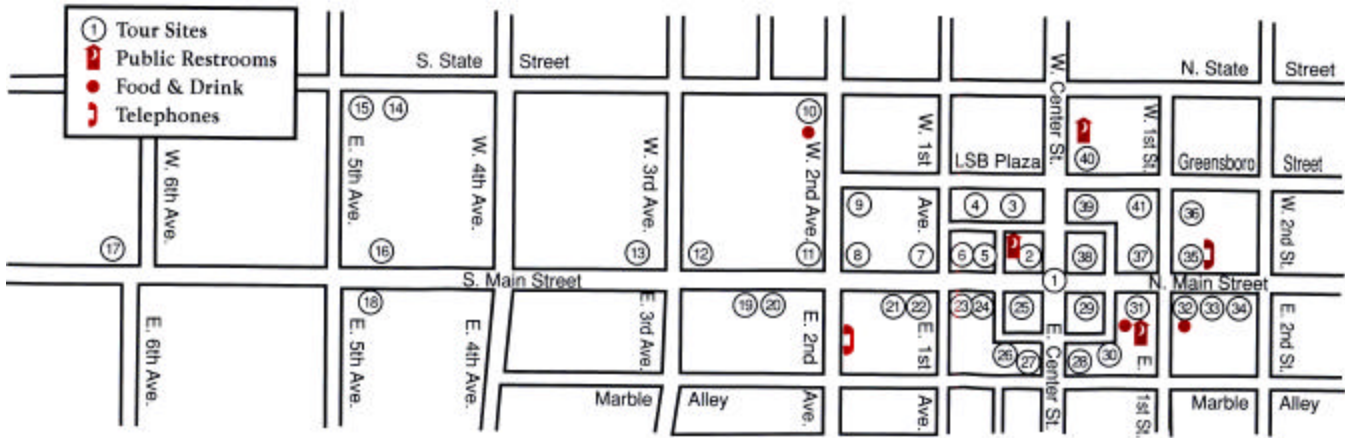 1 Tour Sites
Public Restrooms
Food & Drink
Telephones
S. State Street
N. State Street
W. Center St.
15 14
10
E. 5th Ave.
W. 4th Ave.
W. 3rd Ave.
W. 2nd Ave.
W. 1st
W. 1st St.
W. 6th Ave.
LSB Plaza
40
Greensboro Street
9
Ave.
4 3
39 41
36
W. 2nd St.
17
16
13
12
11
8 7
6 5 2
38 37
35
S. Main Street
1
N. Main Street
18
19 20
21 22
23 24 25
29 31
32 33 34
E. 6th Ave.
E. 5th Ave.
E. 4th Ave.
E. 3rd Ave.
E. 2nd
E. 1st
E. Center St.
E.
E. 2nd St.
26 27
28 30
Marble Alley
Ave.
Ave.
1st St.
Marble Alley